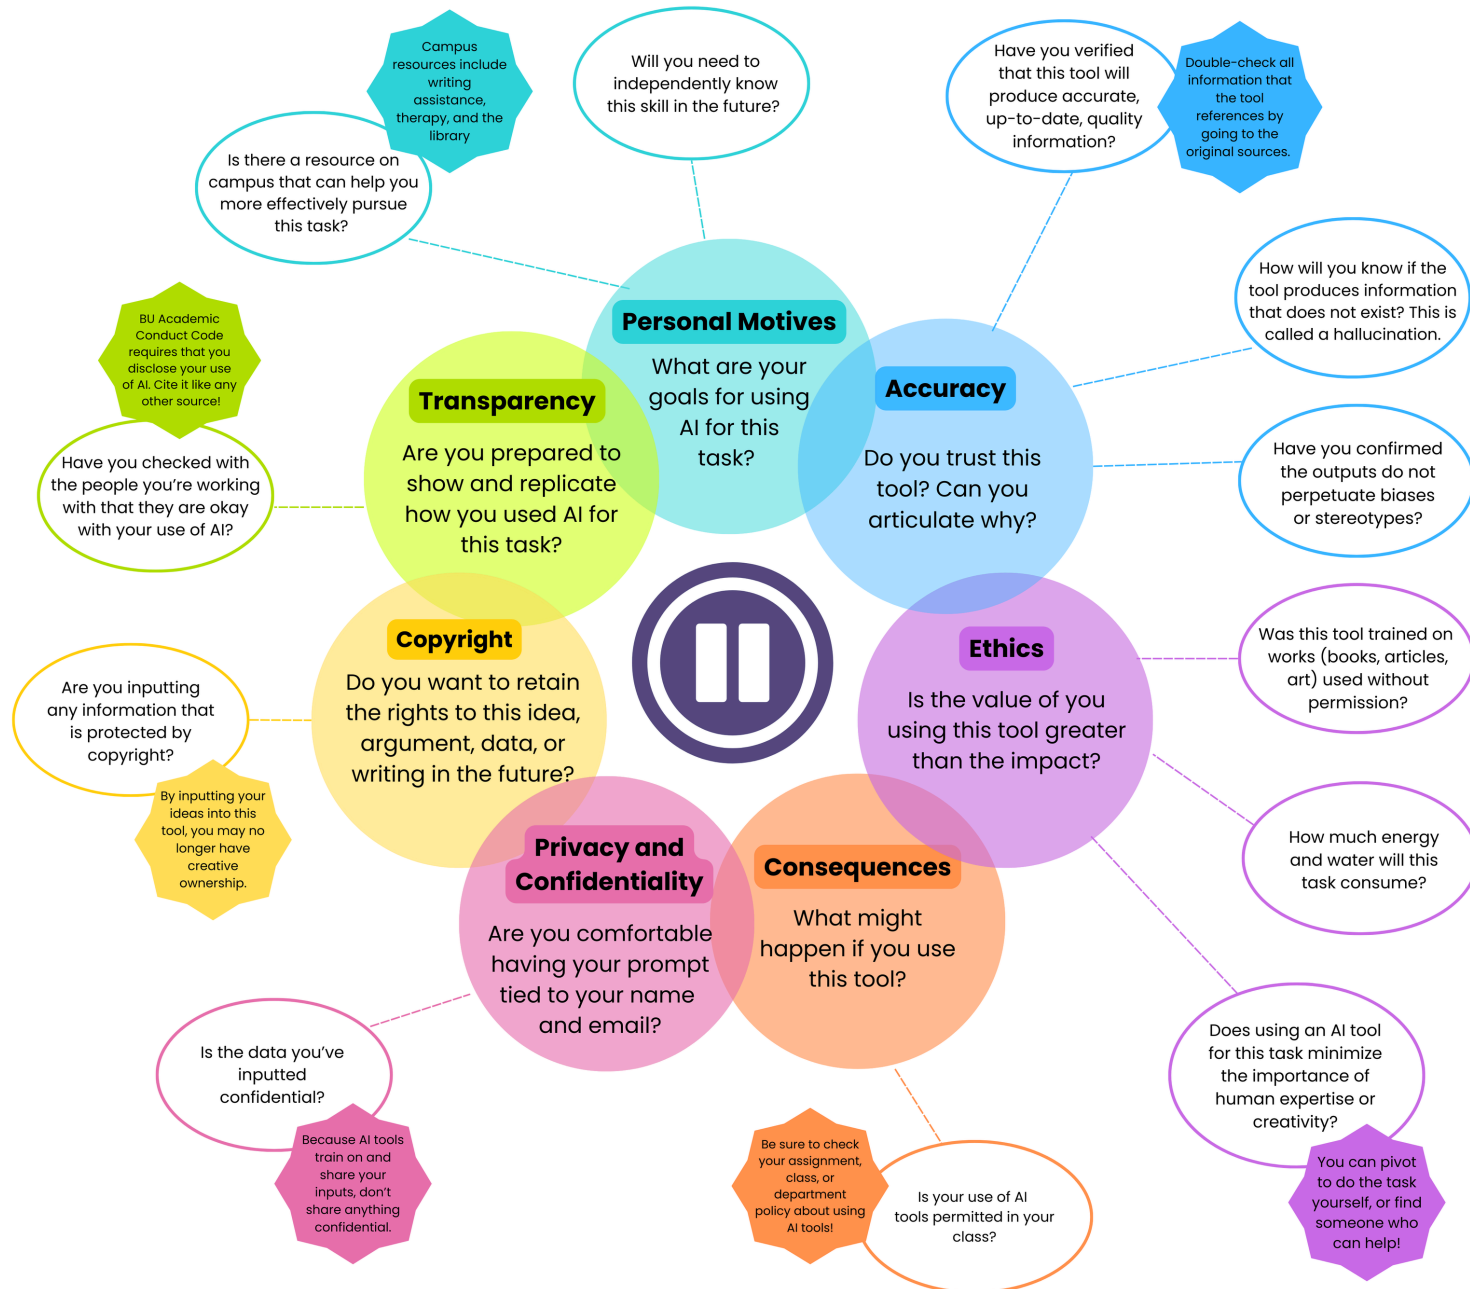 Campus
resources include
writing
assistance,
therapy, and the
library
Is there a resource on
campus that can help you
more effectively pursue
this task?
Will you need to
independently know
this skill in the future?
Have you verified
that this tool will
produce accurate,
up-to-date, quality
information?
Double-check all
information that
the tool
references by
going to the
original sources.
How will you know if the
tool produces information
that does not exist? This is
called a hallucination.
Have you confirmed
the outputs do not
perpetuate biases
or stereotypes?
Personal Motives
What are your
goals for using
AI for this
task?
Accuracy
Do you trust this
tool? Can you
articulate why?
BU Academic
Conduct Code
requires that you
disclose your use
of AI. Cite it like any
other source!
Have you checked with
the people you're working
with that they are okay
with your use of AI?
Transparency
Are you prepared to
show and replicate
how you used AI for
this task?
Copyright
Do you want to retain
the rights to this idea,
argument, data, or
writing in the future?
Are you inputting
any information that
is protected by
copyright?
By inputting your
ideas into this
tool, you may no
longer have
creative
ownership.
Ethics
Is the value of you
using this tool greater
than the impact?
Was this tool trained on
works (books, articles,
art) used without
permission?
How much energy
and water will this
task consume?
Does using an AI tool
for this task minimize
the importance of
human expertise or
creativity?
You can pivot
to do the task
yourself, or find
someone who
can help!
Privacy and
Confidentiality
Are you comfortable
having your prompt
tied to your name
and email?
Is the data you've
inputted
confidential?
Because AI tools
train on and
share your
inputs, don't
share anything
confidential.
Consequences
What might
happen if you use
this tool?
Be sure to check
your assignment,
class, or
department
policy about using
AI tools!
Is your use of AI
tools permitted in your
class?